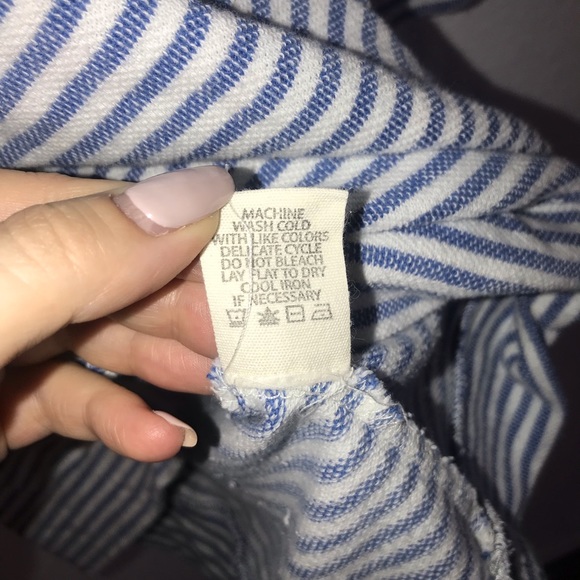 MACHINE
WASH COLD
WITH LIKE COLORS
DELICATE CYCLE
DO NOT BLEACH
LAY FLAT TO DRY
COOL IRON
IF NECESSARY